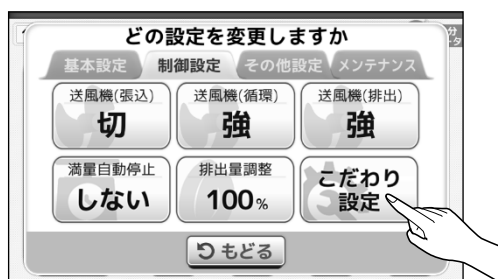 どの設定を変更しますか
基本設定 制御設定 その他設定 メンテナンス
送風機(張込) 送風機(循環) 送風機(排出)
切 強 強
満量自動停止 排出量調整 こだわり
しない 100% 設定
もどる